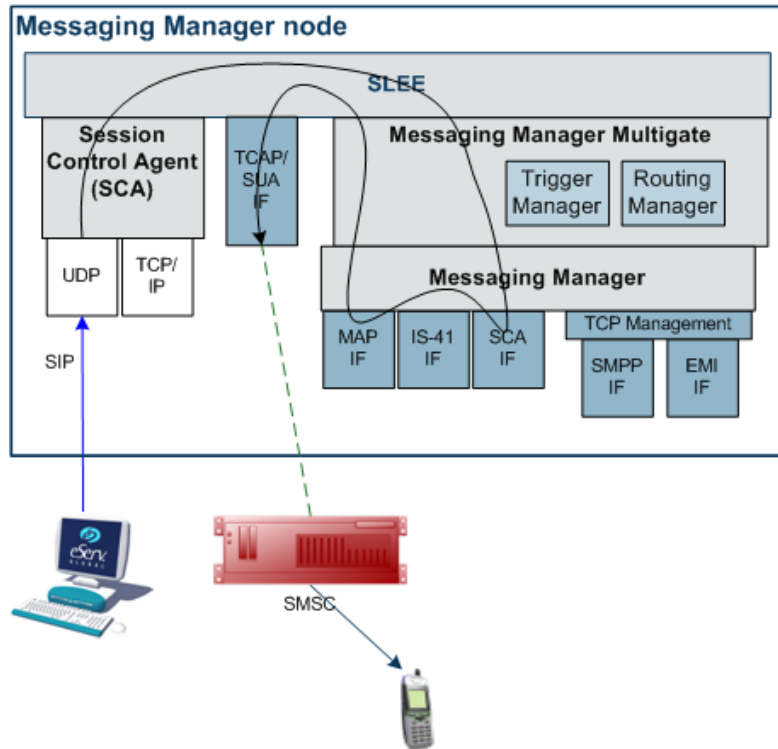 Messaging Manager node
SLEE
Session
Control Agent
(SCA)
TCAP/
SUA
IF
Messaging Manager Multigate
Trigger
Manager
Routing
Manager
UDP
TCP/
IP
Messaging Manager
MAP
IF
IS-41
IF
SCA
IF
TCP Management
SMPP
IF
EMI
IF
SIP
eServ
GLOBAL
SMSC